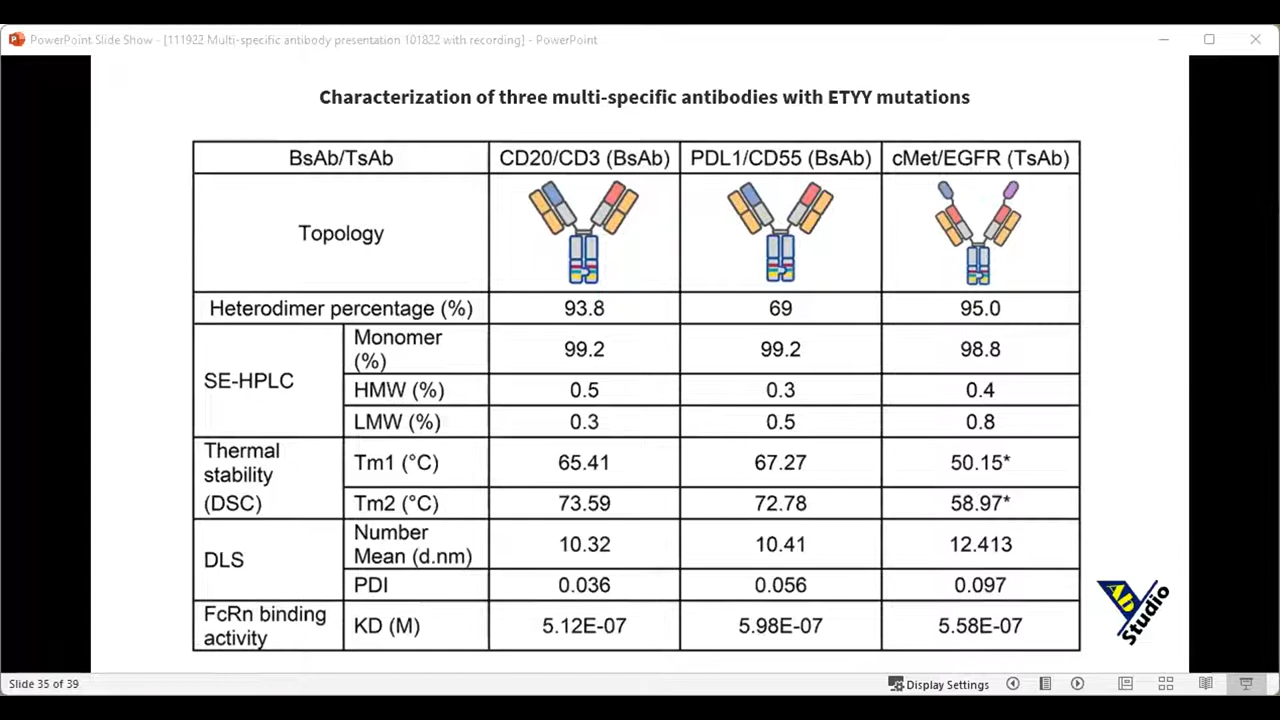 PowerPoint Slide Show - [111922 Multi-specific antibody presentation 101822 with recording] - PowerPoint
Characterization of three multi-specific antibodies with ETYY mutations
BsAb/TsAb CD20/CD3 (BsAb) PDL1/CD55 (BsAb) cMet/EGFR (TsAb)
Topology
Heterodimer percentage (%) 93.8 69 95.0
SE-HPLC
Monomer
(%)
99.2 99.2 98.8
HMW (%) 0.5 0.3 0.4
LMW (%) 0.3 0.5 0.8
Thermal
stability
(DSC)
Tm1 (°C) 65.41 67.27 50.15*
Tm2 (°C) 73.59 72.78 58.97*
DLS
Number
Mean (d.nm)
10.32 10.41 12.413
PDI 0.036 0.056 0.097
FcRn binding
activity
KD (M) 5.12E-07 5.98E-07 5.58E-07
AB
Studio
Slide 35 of 39
Display Settings